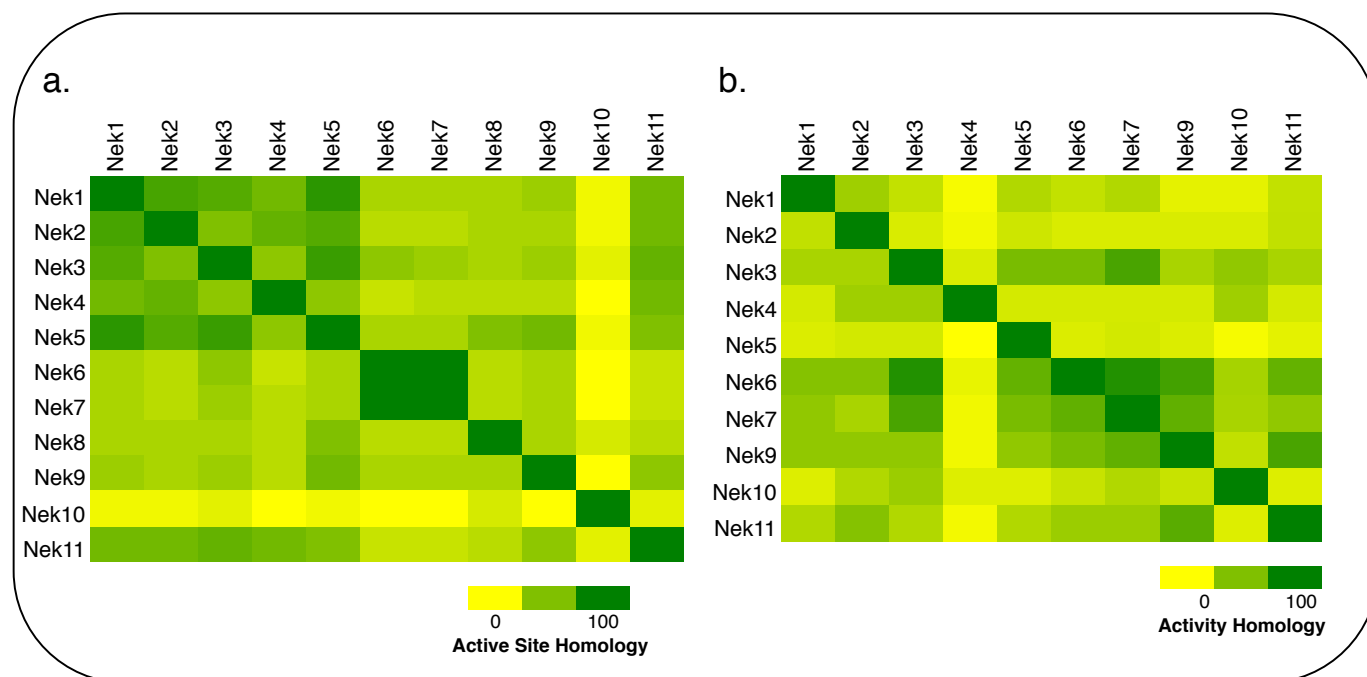 a.
Nek1 Nek2 Nek3 Nek4 Nek5 Nek6 Nek7 Nek8 Nek9 Nek10 Nek11
Nek1
Nek2
Nek3
Nek4
Nek5
Nek6
Nek7
Nek8
Nek9
Nek10
Nek11
0 100
Active Site Homology
b.
Nek1 Nek2 Nek3 Nek4 Nek5 Nek6 Nek7 Nek9 Nek10 Nek11
Nek1
Nek2
Nek3
Nek4
Nek5
Nek6
Nek7
Nek9
Nek10
Nek11
0 100
Activity Homology